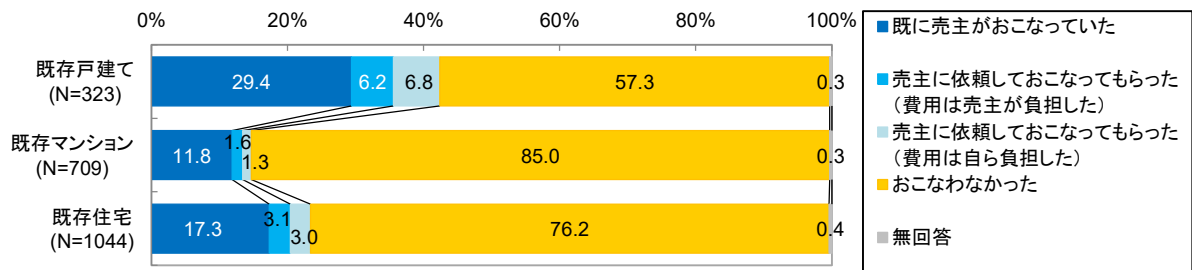 0% 20% 40% 60% 80% 100%
既存戸建て
(N=323)
29.4 6.2 6.8 57.3 0.3
既存マンション
(N=709)
11.8 1.6 1.3 85.0 0.3
既存住宅
(N=1044)
17.3 3.1 3.0 76.2 0.4
既に売主がおこなっていた
売主に依頼しておこなってもらった
(費用は売主が負担した)
売主に依頼しておこなってもらった
(費用は自ら負担した)
おこなわなかった
無回答